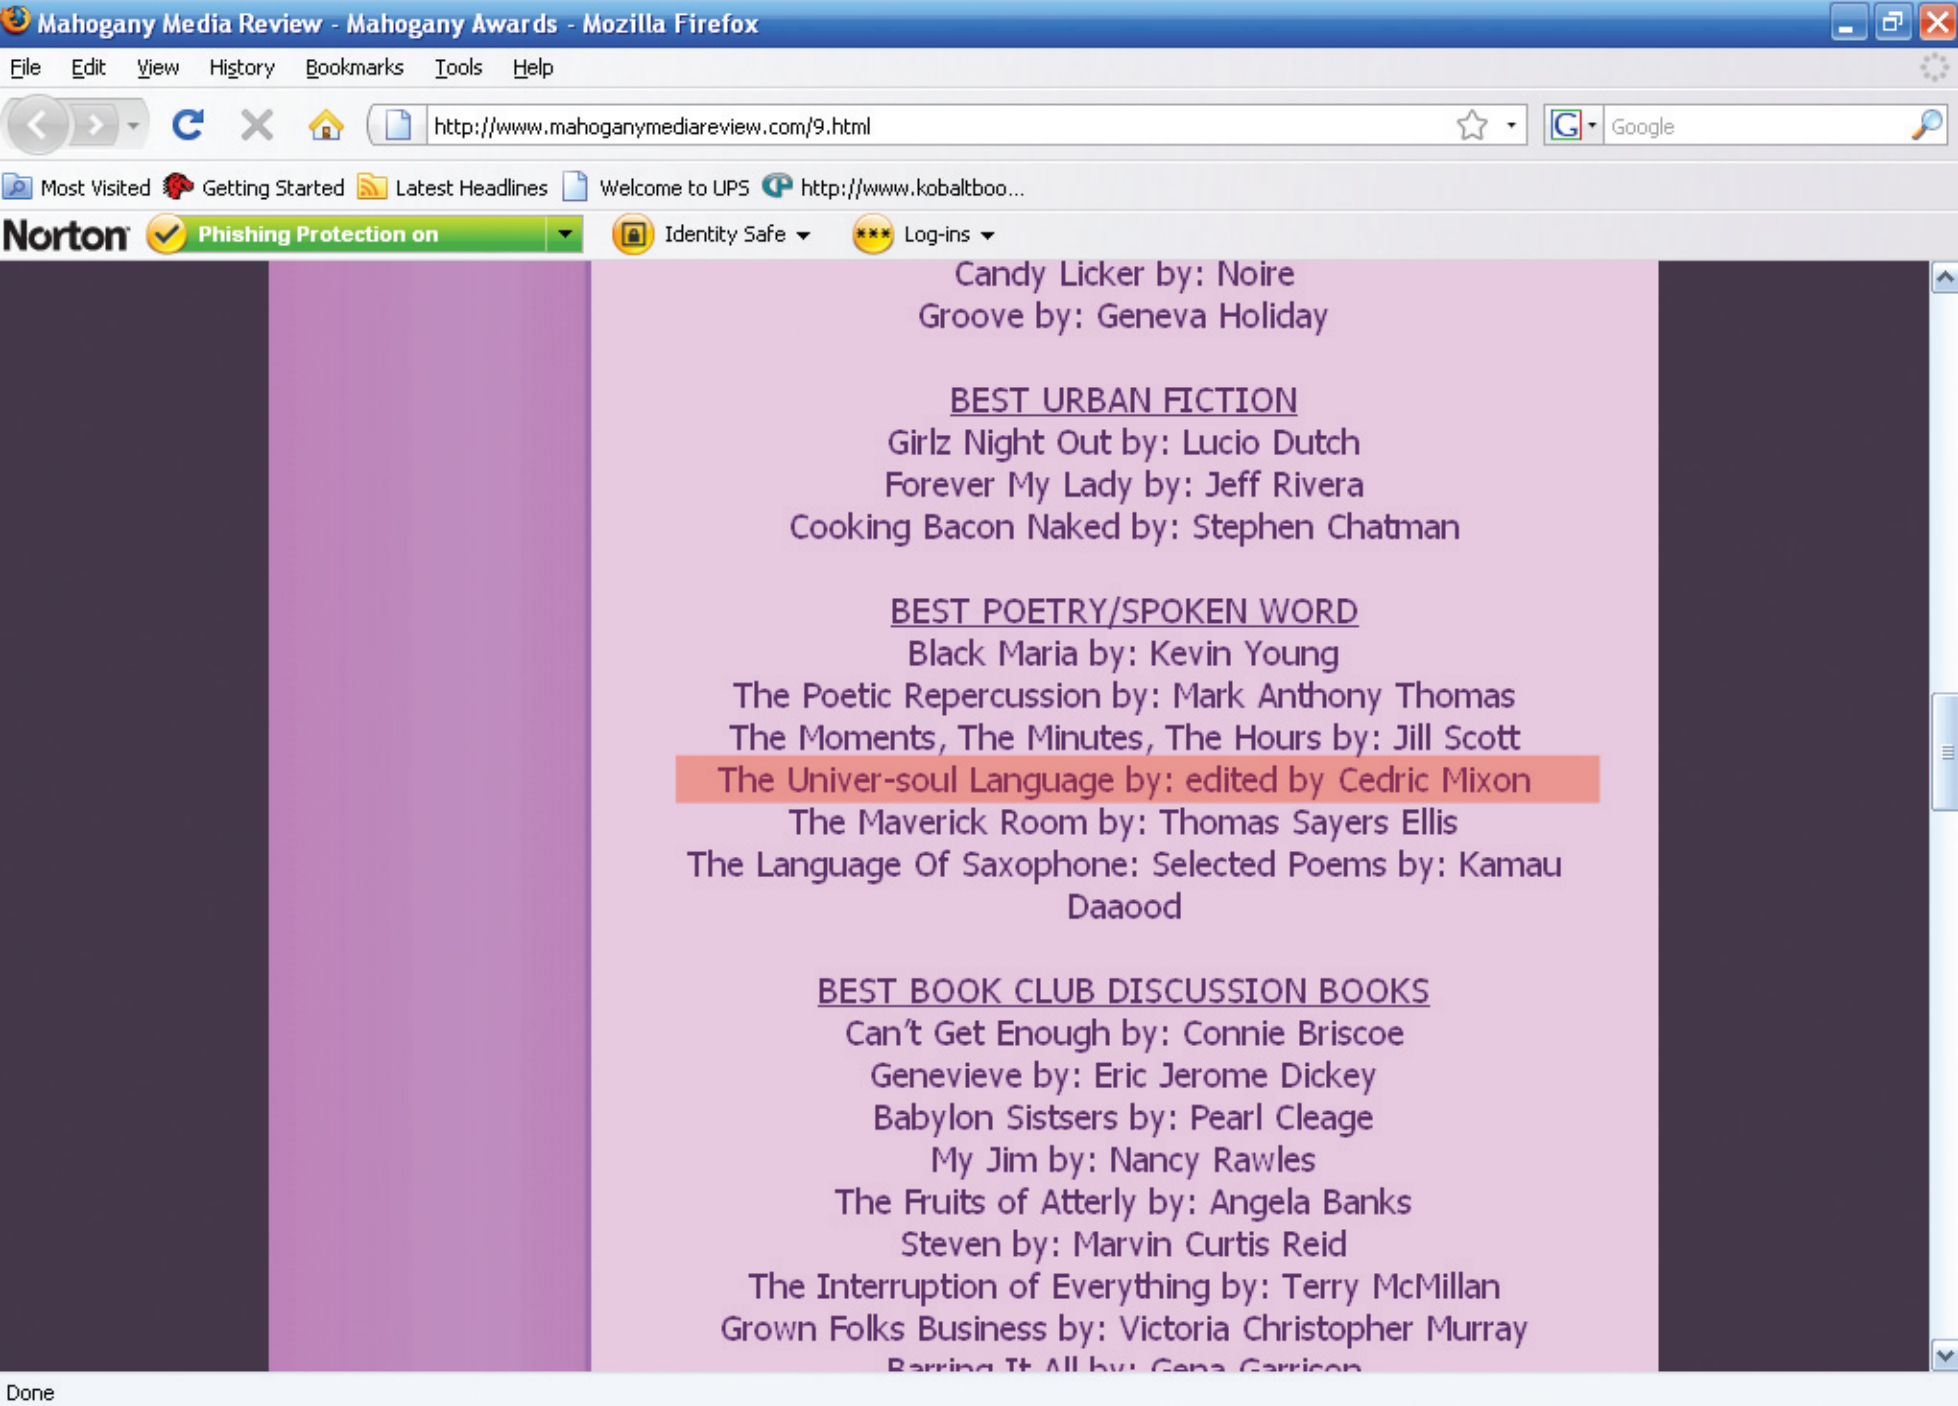 Mahogany Media Review - Mahogany Awards - Mozilla Firefox
File Edit View History Bookmarks Tools Help
http://www.mahoganymediareview.com/9.html G Google
Most Visited Getting Started Latest Headlines Welcome to UPS CP http://www.kobaltboo...
Norton Phishing Protection on Identity Safe *** Log-ins
Candy Licker by: Noire
Groove by: Geneva Holiday
BEST URBAN FICTION
Girlz Night Out by: Lucio Dutch
Forever My Lady by: Jeff Rivera
Cooking Bacon Naked by: Stephen Chatman
BEST POETRY/SPOKEN WORD
Black Maria by: Kevin Young
The Poetic Repercussion by: Mark Anthony Thomas
The Moments, The Minutes, The Hours by: Jill Scott
The Univer-soul Language by: edited by Cedric Mixon
The Maverick Room by: Thomas Sayers Ellis
The Language Of Saxophone: Selected Poems by: Kamau
Daaood
BEST BOOK CLUB DISCUSSION BOOKS
Can't Get Enough by: Connie Briscoe
Genevieve by: Eric Jerome Dickey
Babylon Sistsers by: Pearl Cleage
My Jim by: Nancy Rawles
The Fruits of Atterly by: Angela Banks
Steven by: Marvin Curtis Reid
The Interruption of Everything by: Terry McMillan
Grown Folks Business by: Victoria Christopher Murray
Barring It All by: Gena Garrison
Done